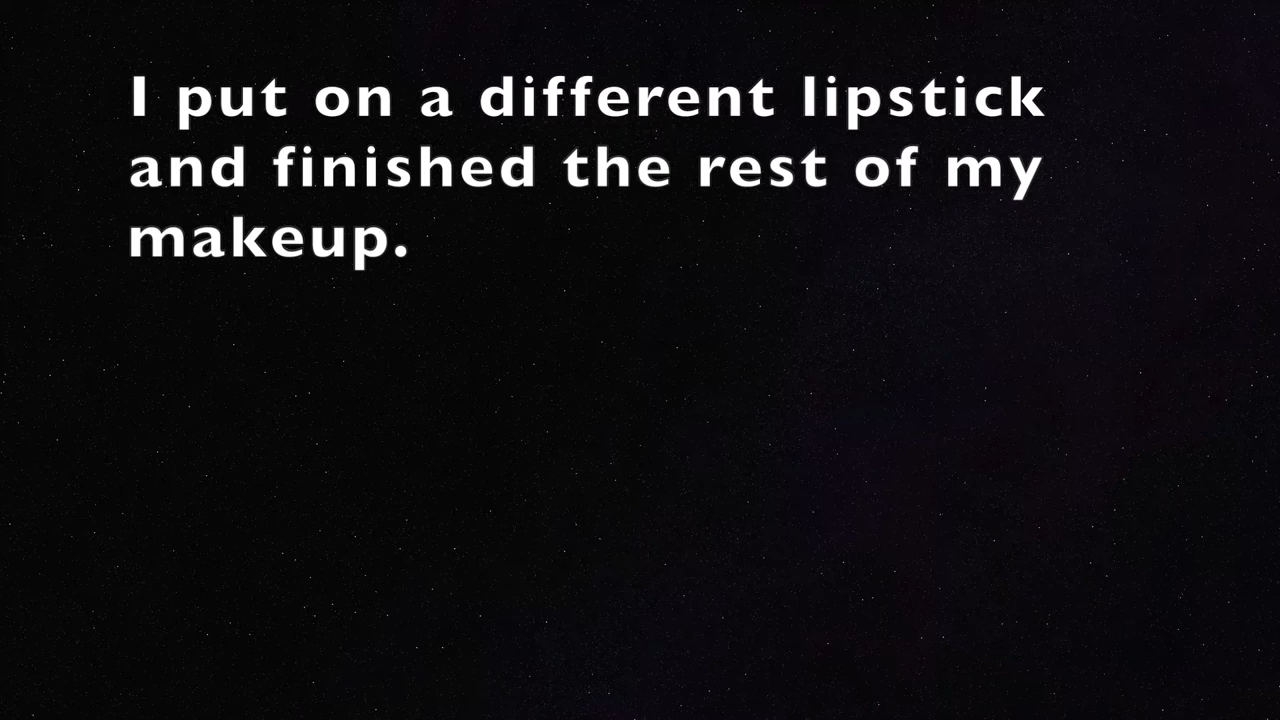 I put on a different lipstick
and finished the rest of my
makeup.